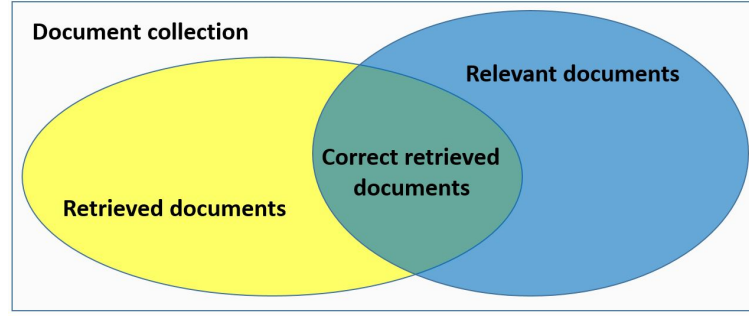 Document collection
Relevant documents
Correct retrieved
documents
Retrieved documents